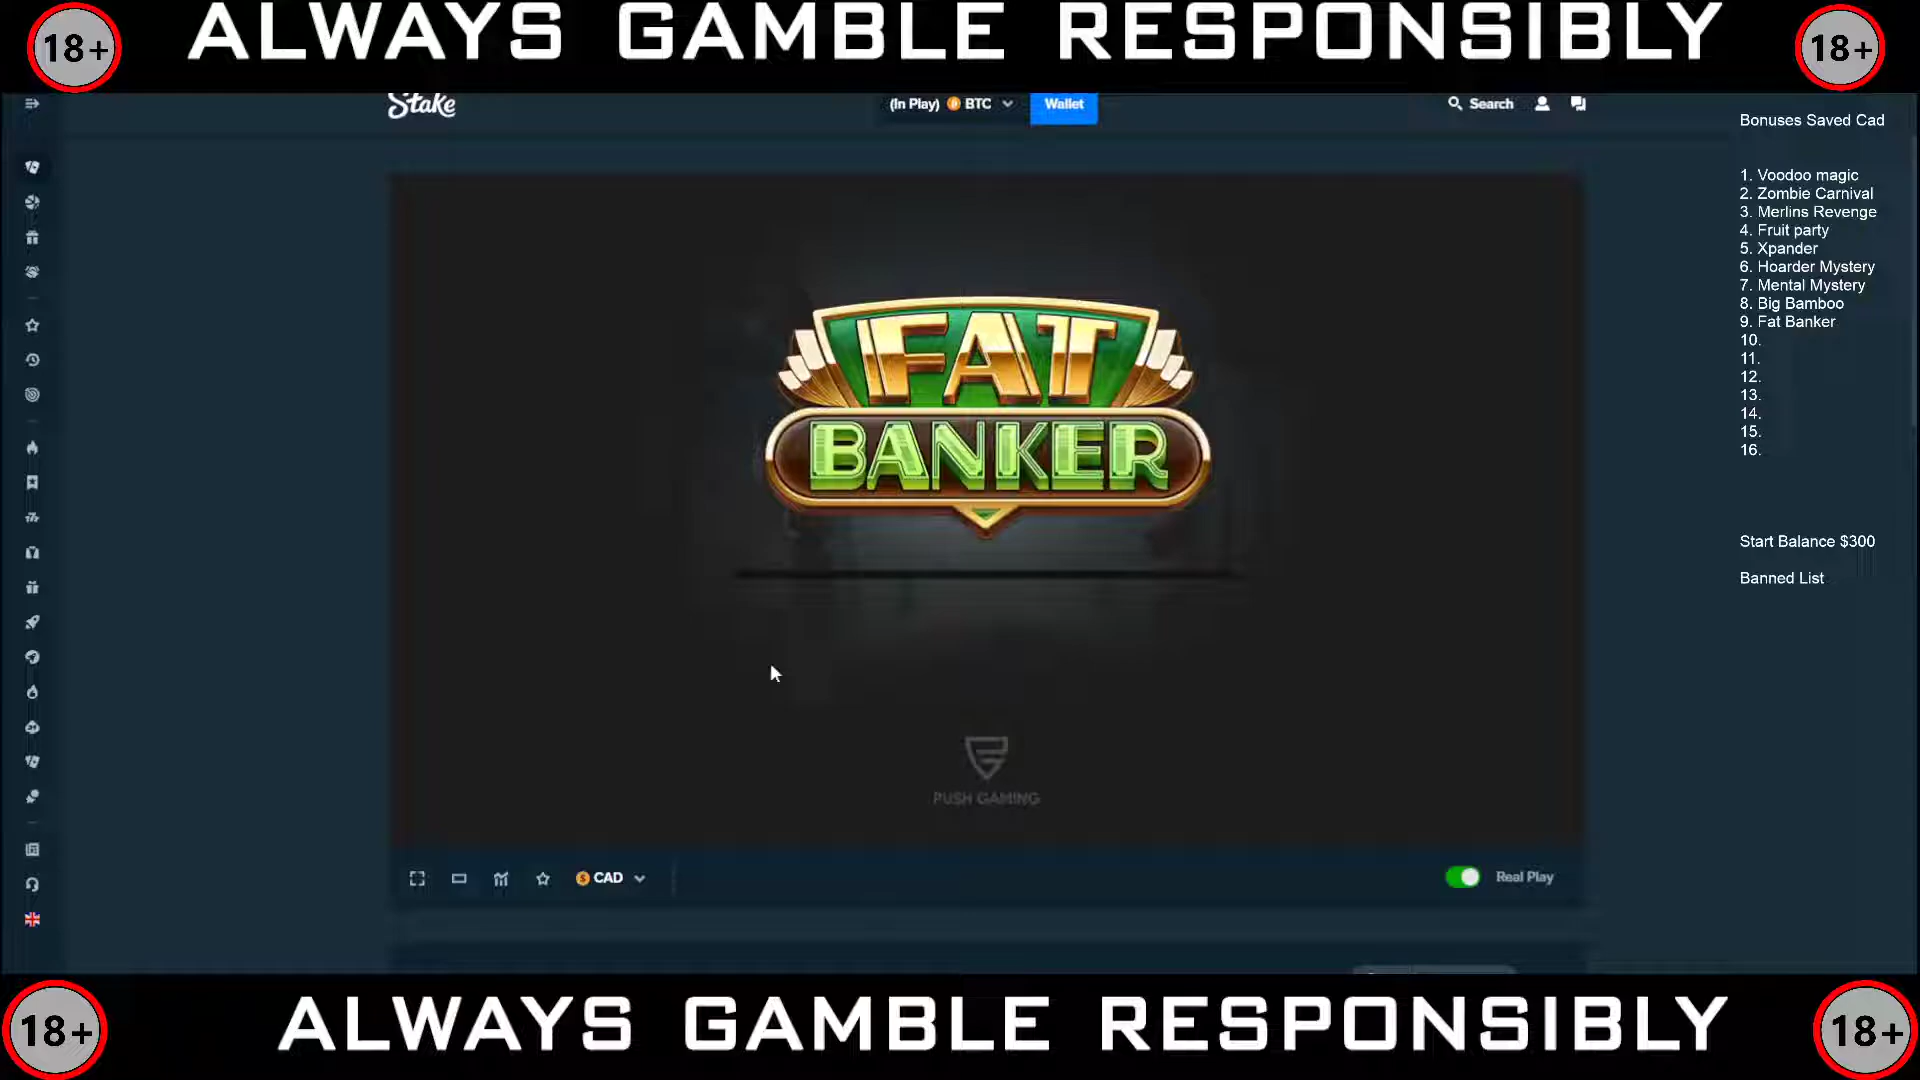 ALWAYS GAMBLE RESPONSIBLY
18+
18+
Stake
(In Play) BTC
Wallet
Search
Bonuses Saved Cad
1. Voodoo magic
2. Zombie Carnival
3. Merlins Revenge
4. Fruit party
5. Xpander
6. Hoarder Mystery
7. Mental Mystery
8. Big Bamboo
9. Fat Banker
10.
11.
12.
13.
14.
15.
16.
Start Balance $300
Banned List
FAT
BANKER
PUSH GAMING
CAD
Real Play
18+
ALWAYS GAMBLE RESPONSIBLY
18+